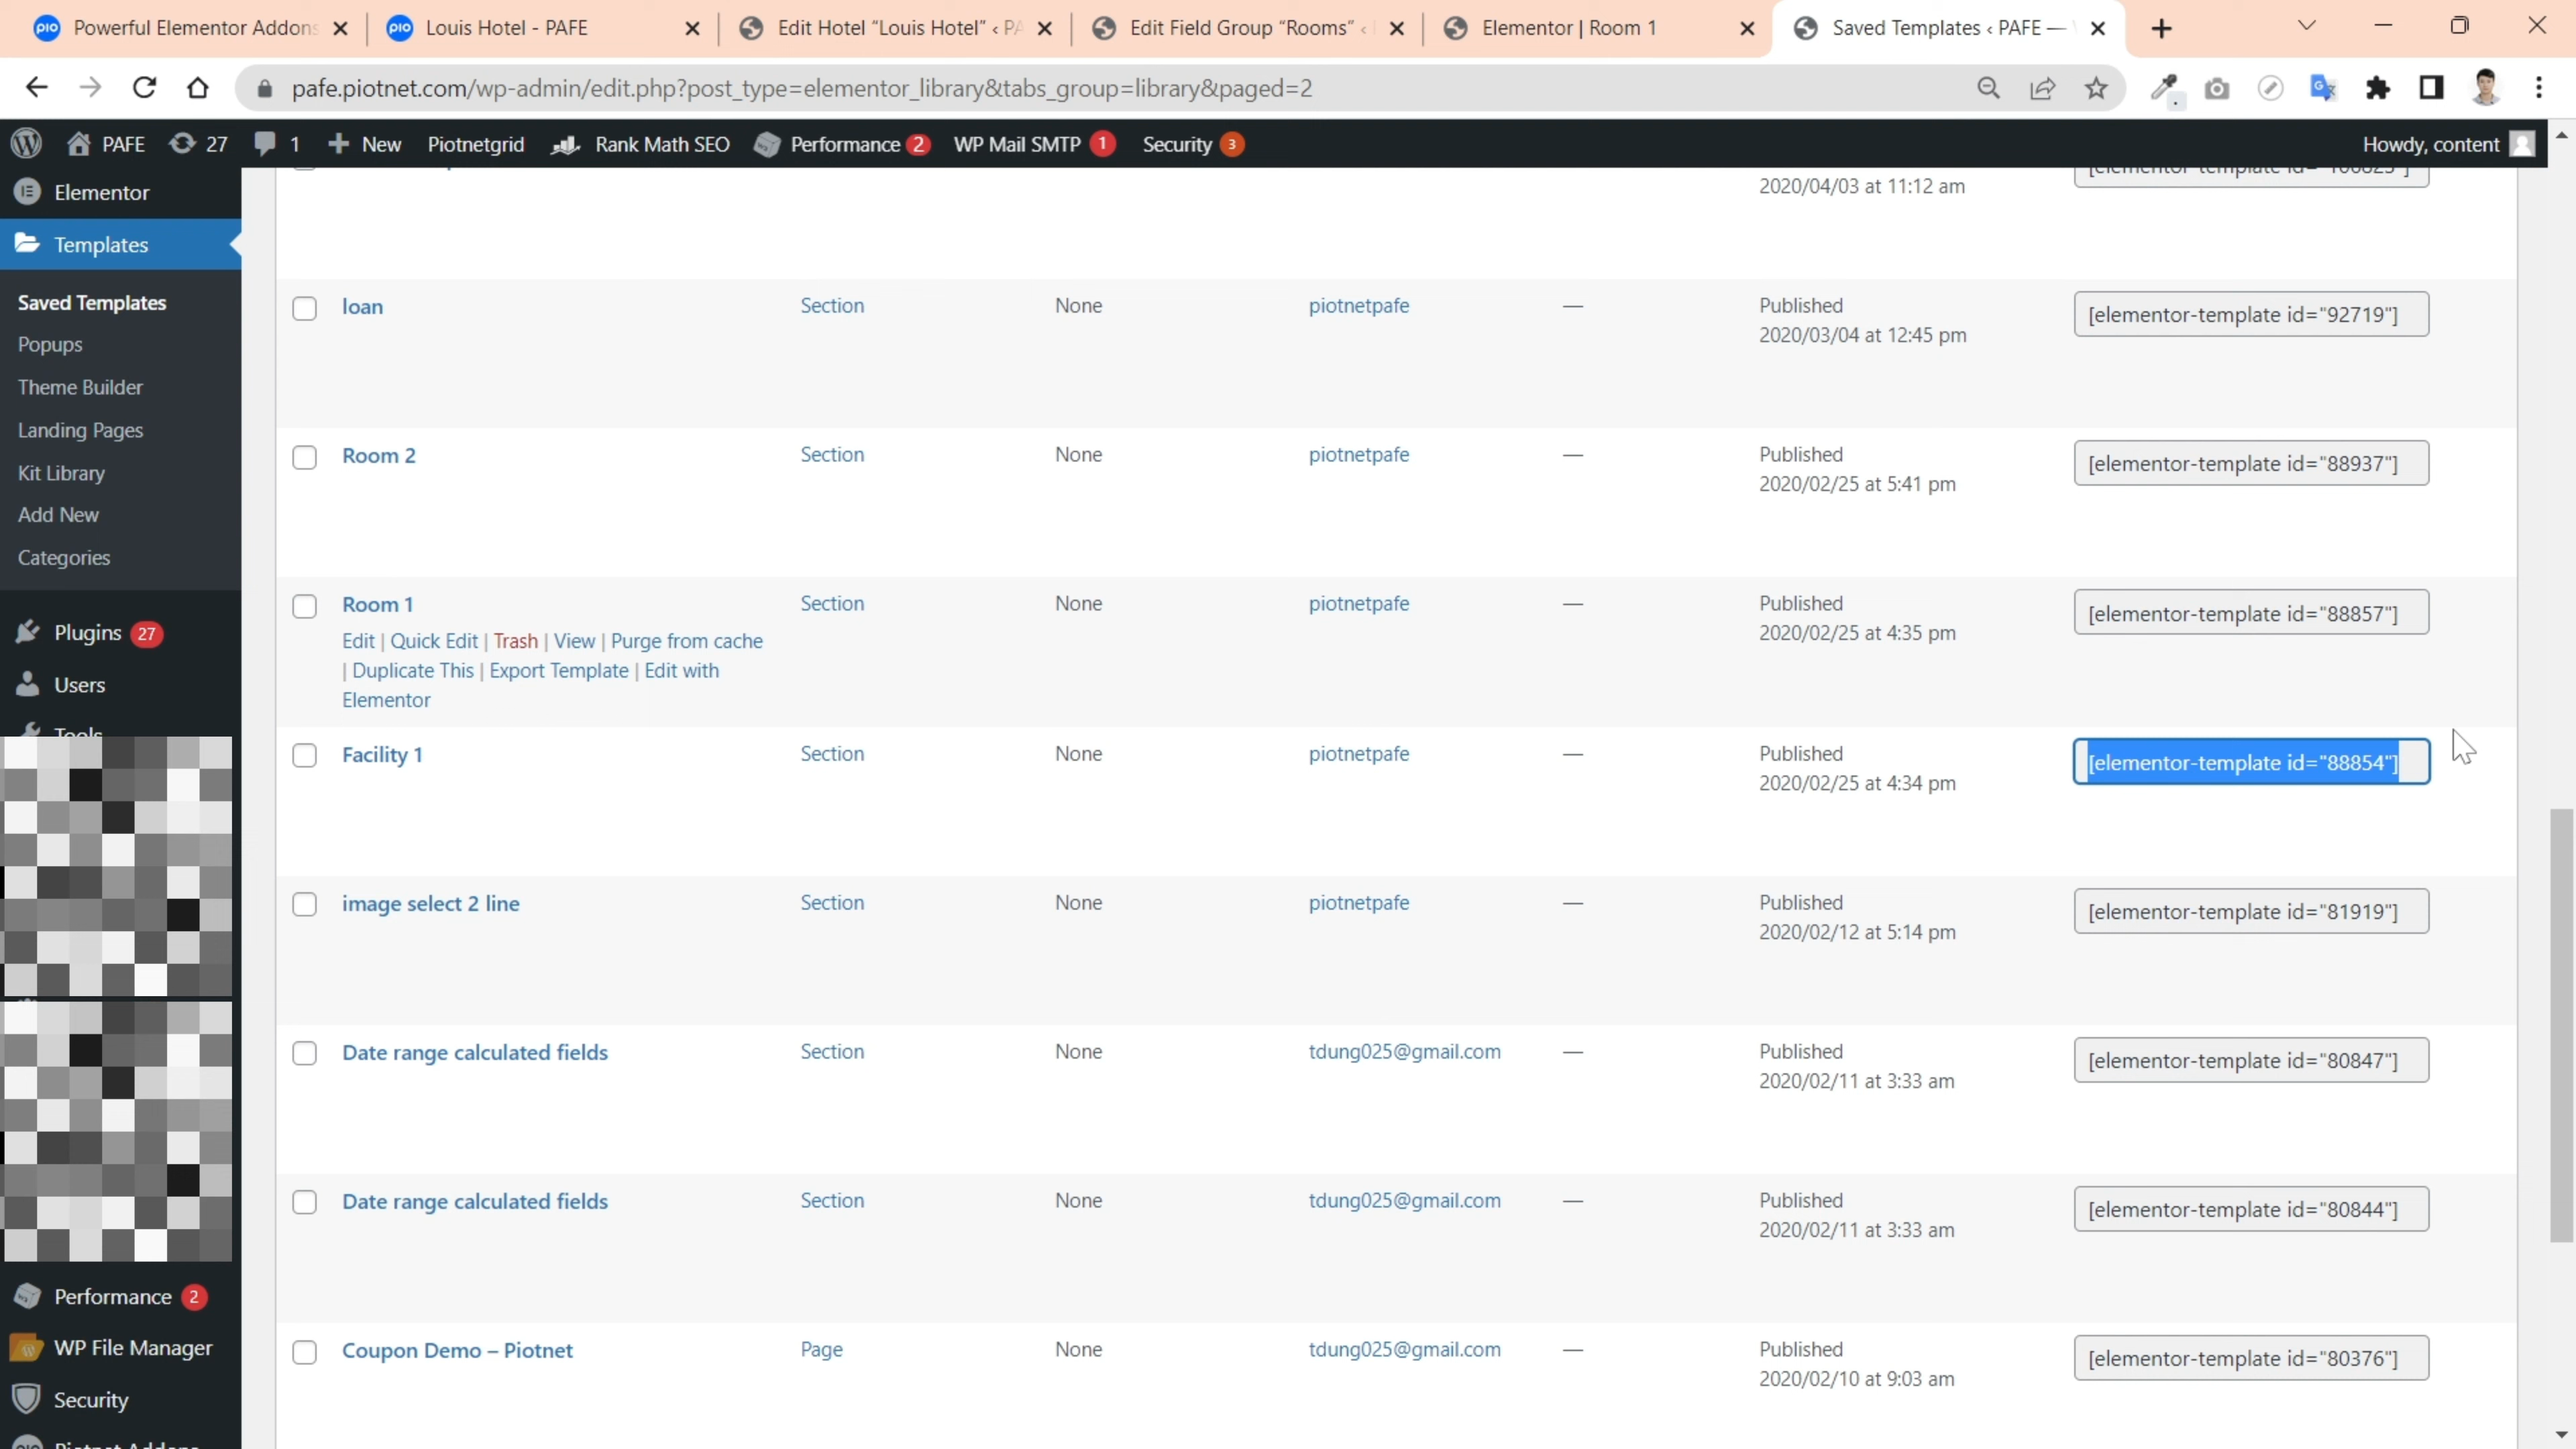 Powerful Elementor Addons
Louis Hotel - PAFE
Edit Hotel “Louis Hotel” ‹ PA
Edit Field Group “Rooms” ‹
Elementor | Room 1
Saved Templates ‹ PAFE —
pafe.piotnet.com/wp-admin/edit.php?post_type=elementor_library&tabs_group=library&paged=2
PAFE 27 1 New Piotnetgrid Rank Math SEO Performance 2 WP Mail SMTP 1 Security 3 Howdy, content
Elementor
Templates
Saved Templates
Popups
Theme Builder
Landing Pages
Kit Library
Add New
Categories
Plugins 27
Users
Tools
Performance 2
WP File Manager
Security
Piotnet Addons
2020/04/03 at 11:12 am
loan Section None piotnetpafe — Published [elementor-template id="92719"]
2020/03/04 at 12:45 pm
Room 2 Section None piotnetpafe — Published [elementor-template id="88937"]
2020/02/25 at 5:41 pm
Room 1 Section None piotnetpafe — Published [elementor-template id="88857"]
2020/02/25 at 4:35 pm
Edit | Quick Edit | Trash | View | Purge from cache
| Duplicate This | Export Template | Edit with
Elementor
Facility 1 Section None piotnetpafe — Published [elementor-template id="88854"]
2020/02/25 at 4:34 pm
image select 2 line Section None piotnetpafe — Published [elementor-template id="81919"]
2020/02/12 at 5:14 pm
Date range calculated fields Section None tdung025@gmail.com — Published [elementor-template id="80847"]
2020/02/11 at 3:33 am
Date range calculated fields Section None tdung025@gmail.com — Published [elementor-template id="80844"]
2020/02/11 at 3:33 am
Coupon Demo – Piotnet Page None tdung025@gmail.com — Published [elementor-template id="80376"]
2020/02/10 at 9:03 am